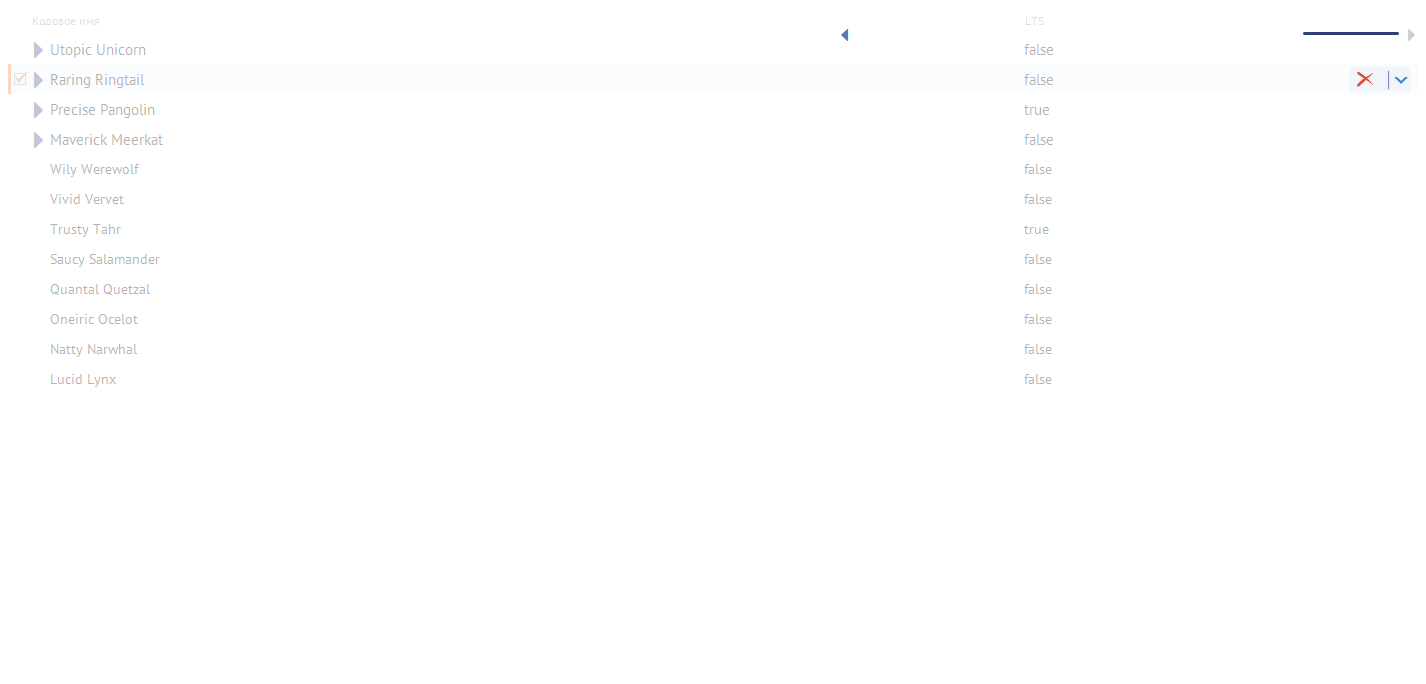 Кодовое имя LTS
Utopic Unicorn false
Raring Ringtail false
Precise Pangolin true
Maverick Meerkat false
Wily Werewolf false
Vivid Vervet false
Trusty Tahr true
Saucy Salamander false
Quantal Quetzal false
Oneiric Ocelot false
Natty Narwhal false
Lucid Lynx false